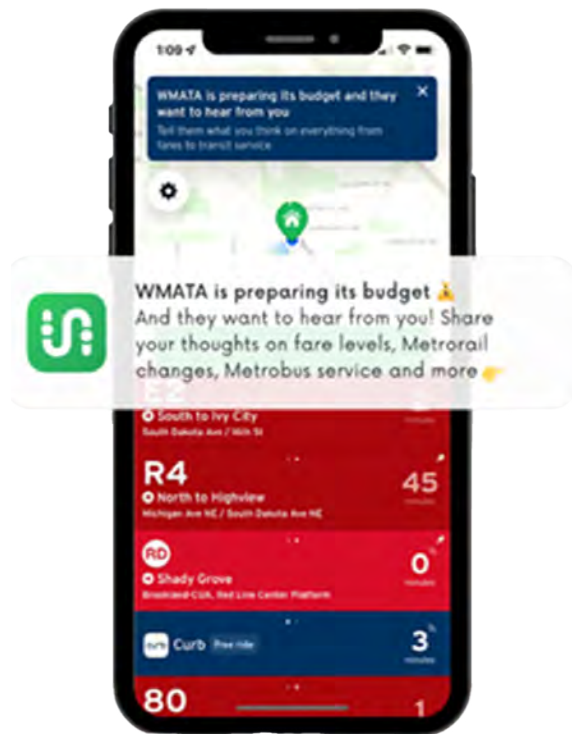 1:09
WMATA is preparing its budget and they
want to hear from you
Tell them what you think on everything from
fares to transit service
WMATA is preparing its budget 💰
And they want to hear from you! Share
your thoughts on fare levels, Metrorail
changes, Metrobus service and more 👉
South to Ivy City
South Dakota Ave / 16th St
R4
45
North to Highview
minutes
Michigan Ave NE / South Dakota Ave NE
RD
0
Shady Grove
minutes
Brookland-CUA, Red Line Center Platform
curb Curb Free ride
3
minutes
80
1